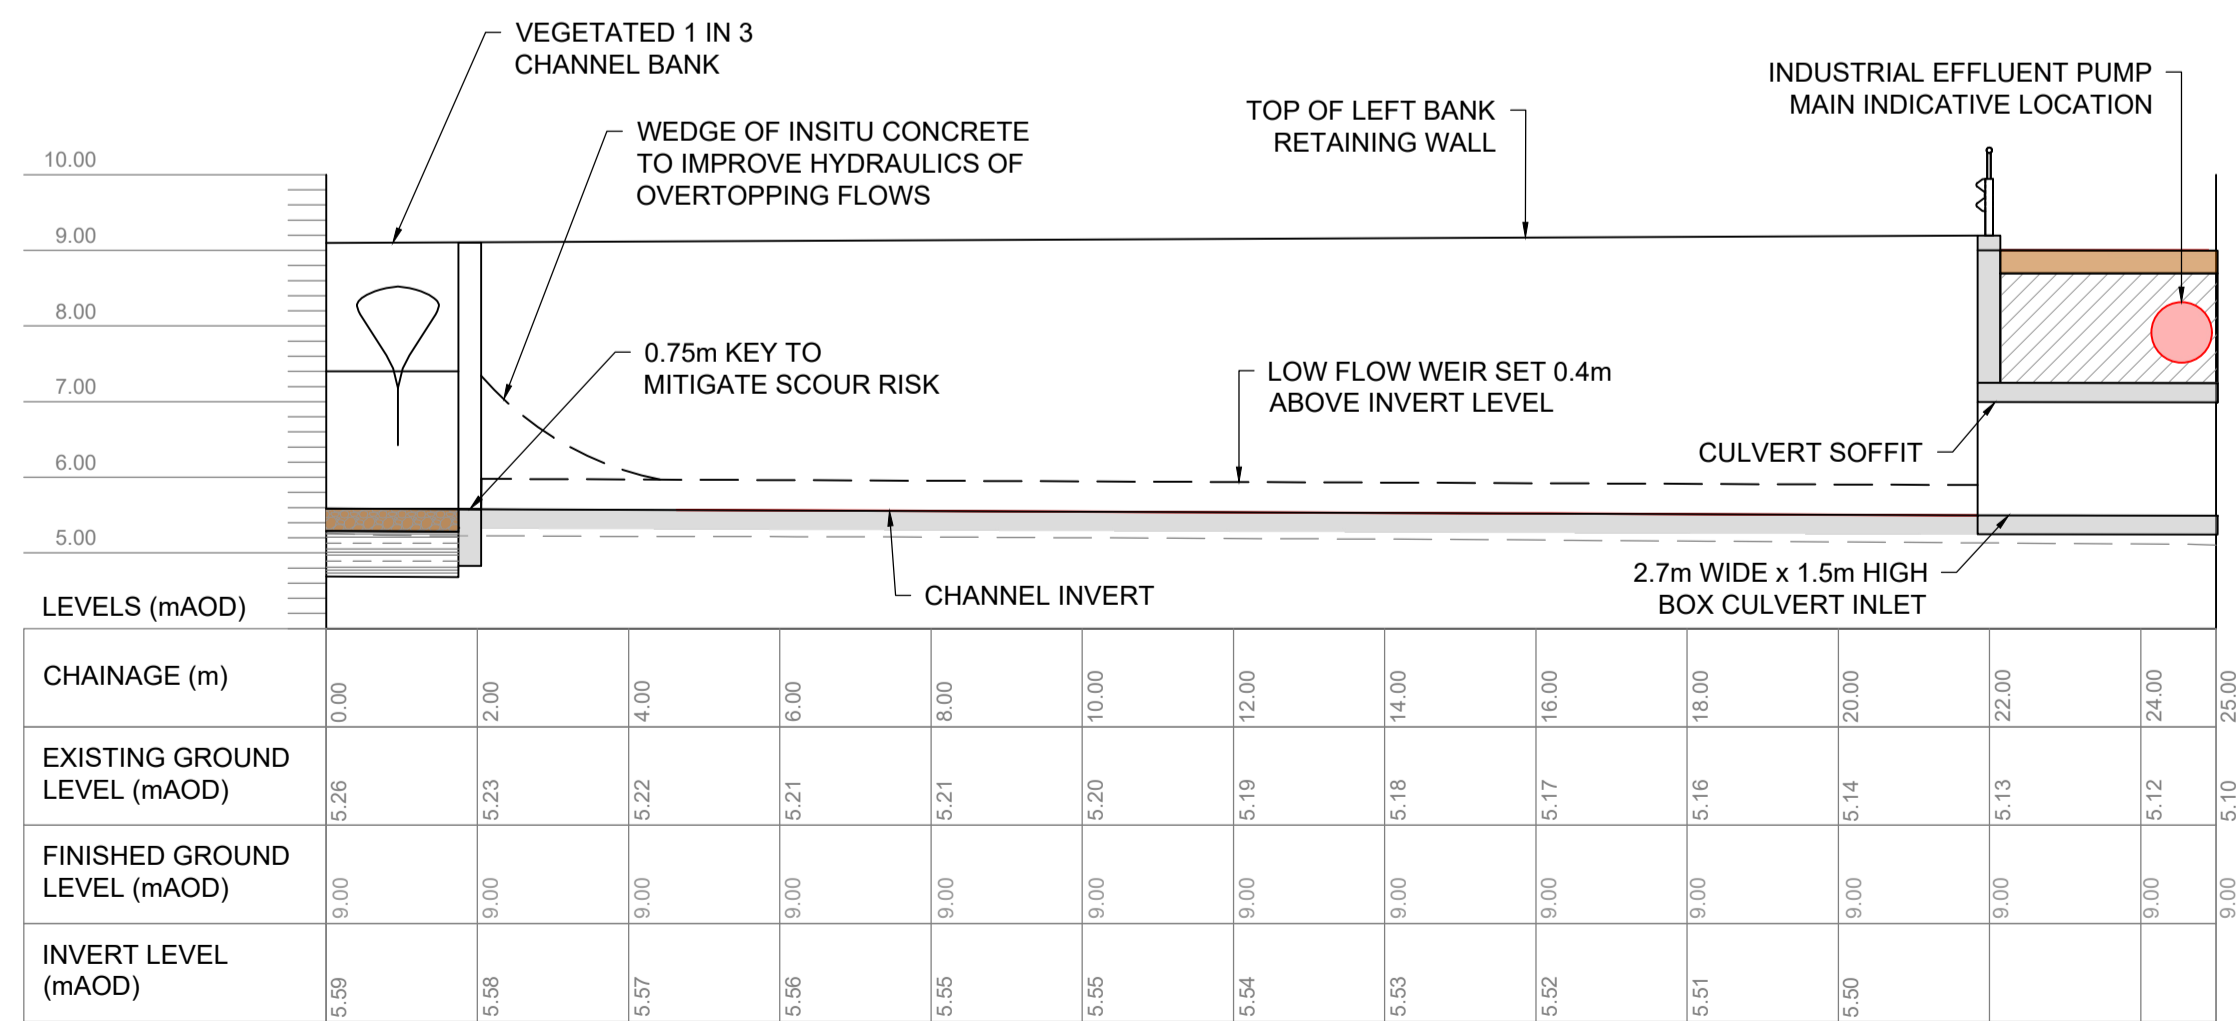 VEGETATED 1 IN 3
CHANNEL BANK
WEDGE OF INSITU CONCRETE
TO IMPROVE HYDRAULICS OF
OVERTOPPING FLOWS
TOP OF LEFT BANK
RETAINING WALL
INDUSTRIAL EFFLUENT PUMP
MAIN INDICATIVE LOCATION
10.00
9.00
8.00
7.00
6.00
5.00
0.75m KEY TO
MITIGATE SCOUR RISK
LOW FLOW WEIR SET 0.4m
ABOVE INVERT LEVEL
CULVERT SOFFIT
CHANNEL INVERT
2.7m WIDE x 1.5m HIGH
BOX CULVERT INLET
LEVELS (mAOD)
CHAINAGE (m)
0.00 2.00 4.00 6.00 8.00 10.00 12.00 14.00 16.00 18.00 20.00 22.00 24.00 25.00
EXISTING GROUND
LEVEL (mAOD)
5.26 5.23 5.22 5.21 5.21 5.20 5.19 5.18 5.17 5.16 5.14 5.13 5.12 5.10
FINISHED GROUND
LEVEL (mAOD)
9.00 9.00 9.00 9.00 9.00 9.00 9.00 9.00 9.00 9.00 9.00 9.00 9.00 9.00
INVERT LEVEL
(mAOD)
5.59 5.58 5.57 5.56 5.55 5.55 5.54 5.53 5.52 5.51 5.50